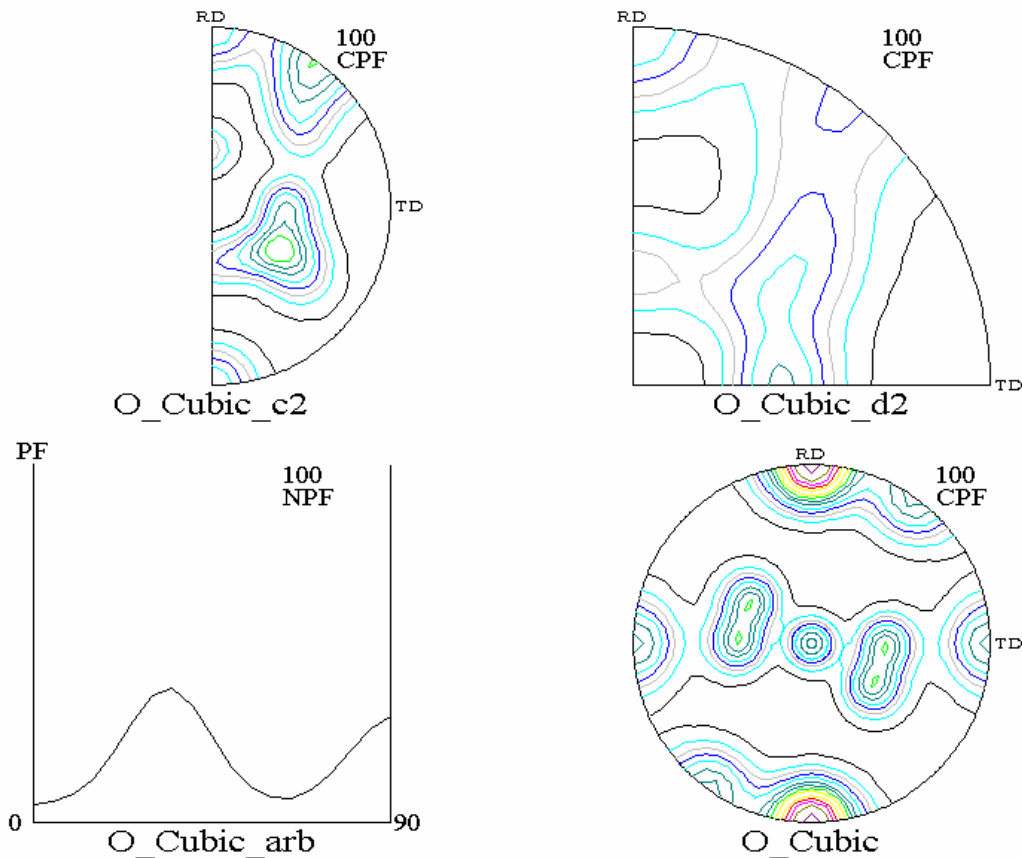 RD
100
CPF
TD
O_Cubic_c2
RD
100
CPF
TD
O_Cubic_d2
PF
100
NPF
0
90
O_Cubic_arb
RD
100
CPF
TD
O_Cubic